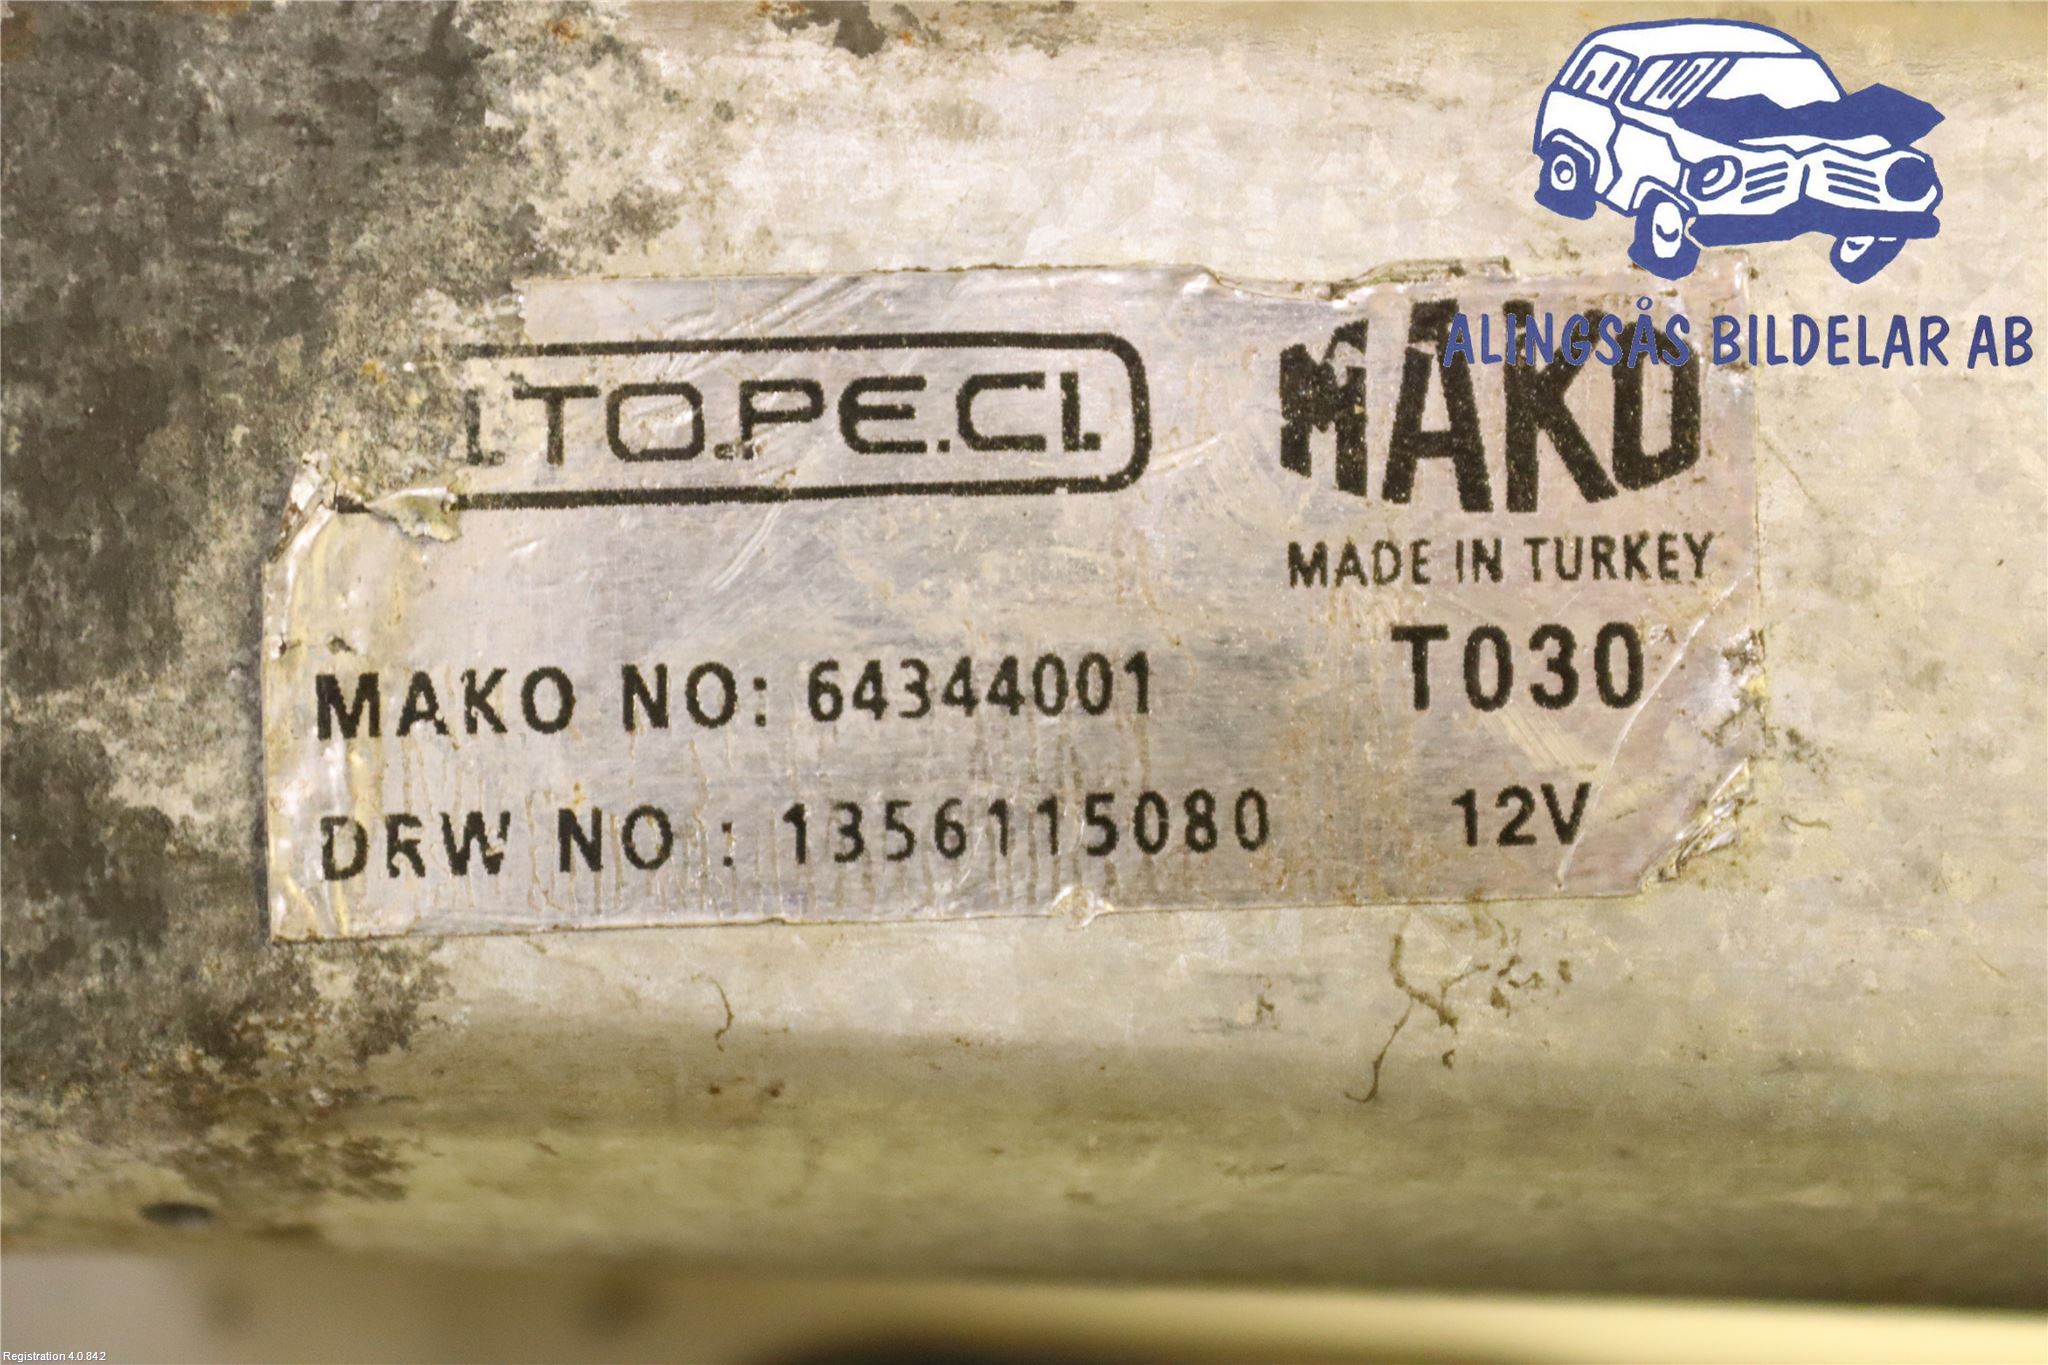 TO.PE.CI.
MAKO
MADE IN TURKEY
MAKO NO: 64344001
T030
DRW NO : 1356115080
12V
ALINGSÅS BILDELAR AB
Registration 4.0.842